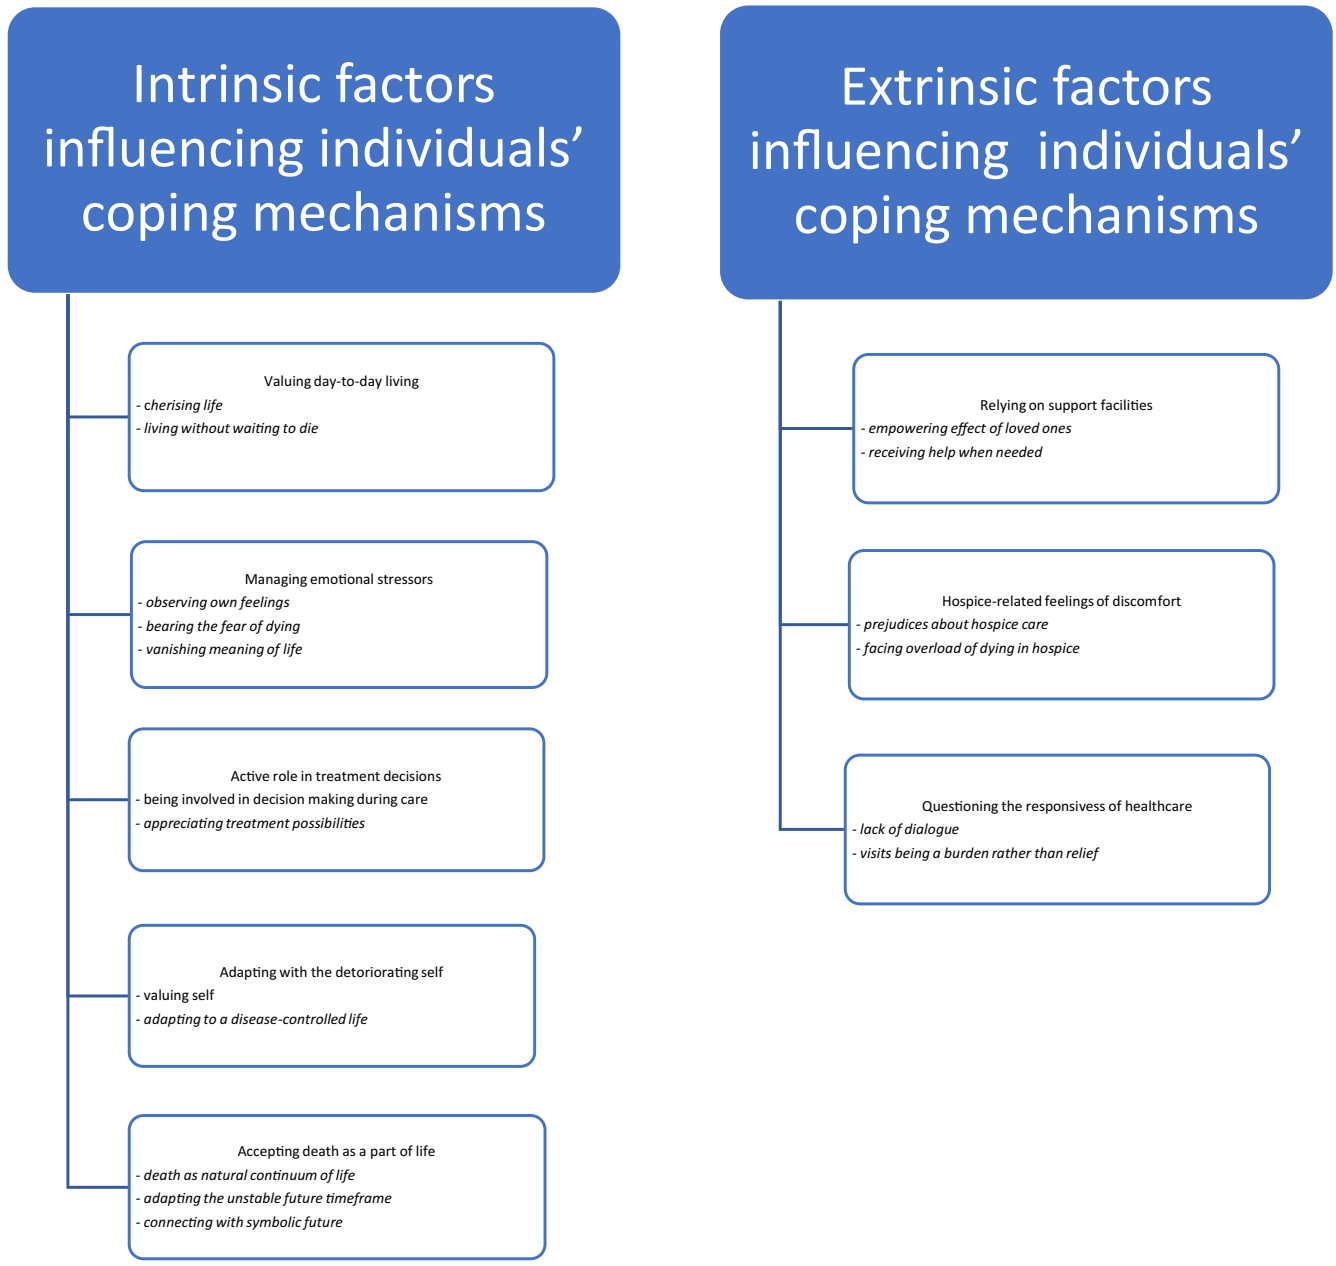 Intrinsic factors
influencing individuals’
coping mechanisms
Valuing day-to-day living
- cherising life
- living without waiting to die
Managing emotional stressors
- observing own feelings
- bearing the fear of dying
- vanishing meaning of life
Active role in treatment decisions
- being involved in decision making during care
- appreciating treatment possibilities
Adapting with the detoriorating self
- valuing self
- adapting to a disease-controlled life
Accepting death as a part of life
- death as natural continuum of life
- adapting the unstable future timeframe
- connecting with symbolic future
Extrinsic factors
influencing  individuals’
coping mechanisms
Relying on support facilities
- empowering effect of loved ones
- receiving help when needed
Hospice-related feelings of discomfort
- prejudices about hospice care
- facing overload of dying in hospice
Questioning the responsivess of healthcare
- lack of dialogue
- visits being a burden rather than relief